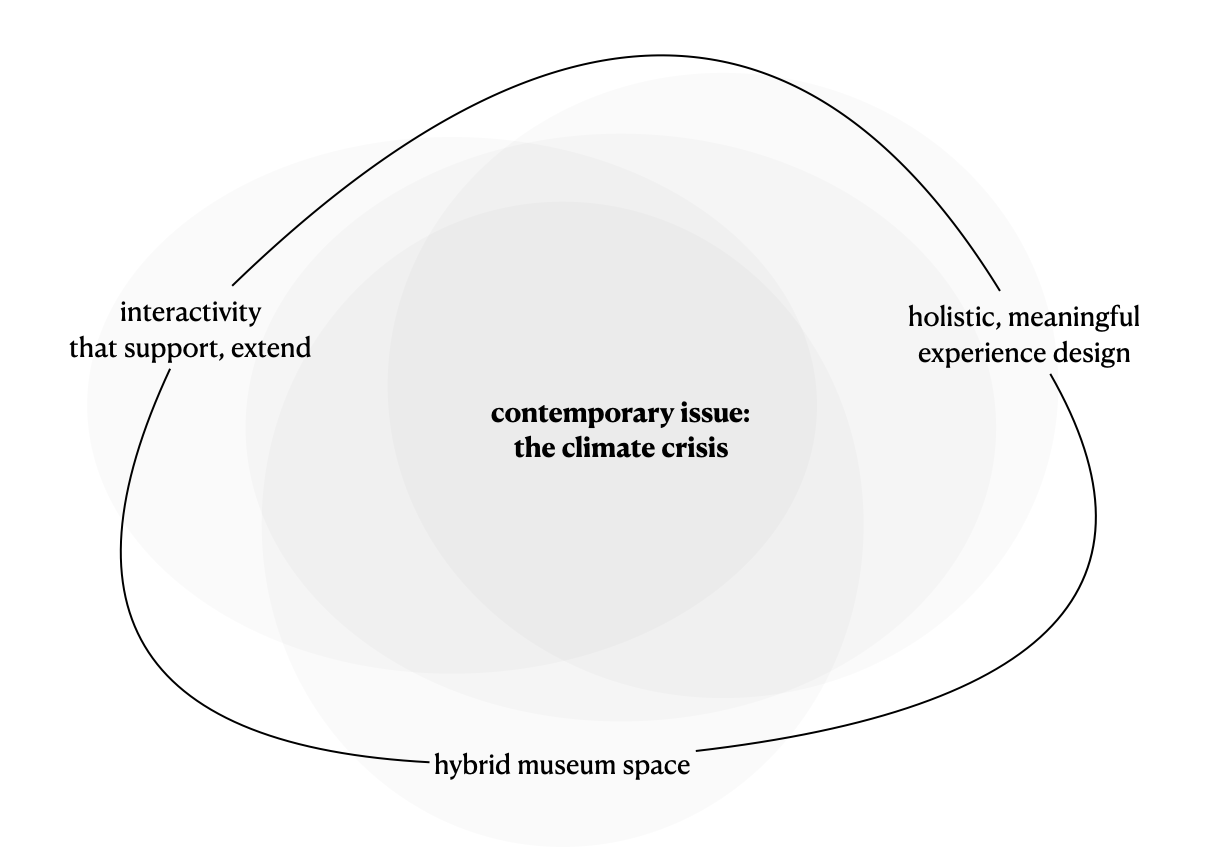 interactivity
that support, extend
holistic, meaningful
experience design
contemporary issue:
the climate crisis
hybrid museum space